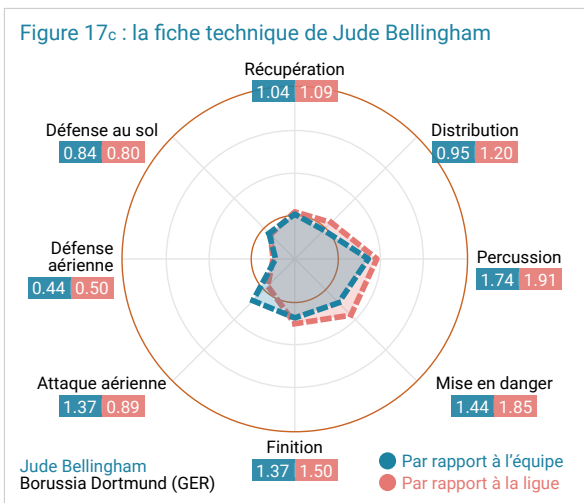 Figure 17c : la fiche technique de Jude Bellingham
Récupération
1.04 1.09
Défense au sol
0.84 0.80
Distribution
0.95 1.20
Défense
aérienne
0.44 0.50
Percussion
1.74 1.91
Attaque aérienne
1.37 0.89
Mise en danger
1.44 1.85
Finition
1.37 1.50
Jude Bellingham
Borussia Dortmund (GER)
Par rapport à l'équipe
Par rapport à la ligue